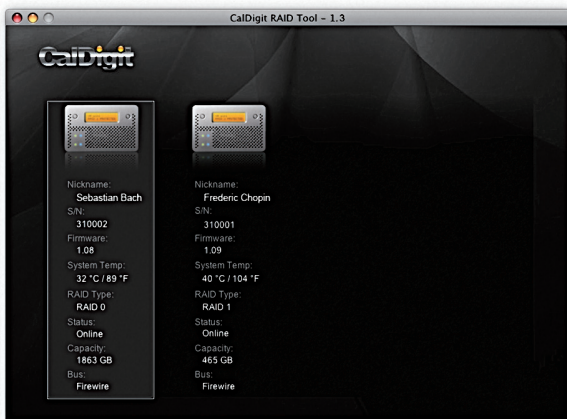 CalDigit RAID Tool – 1.3
CalDigit
Nickname:
Sebastian Bach
S/N:
310002
Firmware:
1.08
System Temp:
32 °C / 89 °F
RAID Type:
RAID 0
Status:
Online
Capacity:
1863 GB
Bus:
Firewire
Nickname:
Frederic Chopin
S/N:
310001
Firmware:
1.09
System Temp:
40 °C / 104 °F
RAID Type:
RAID 1
Status:
Online
Capacity:
465 GB
Bus:
Firewire